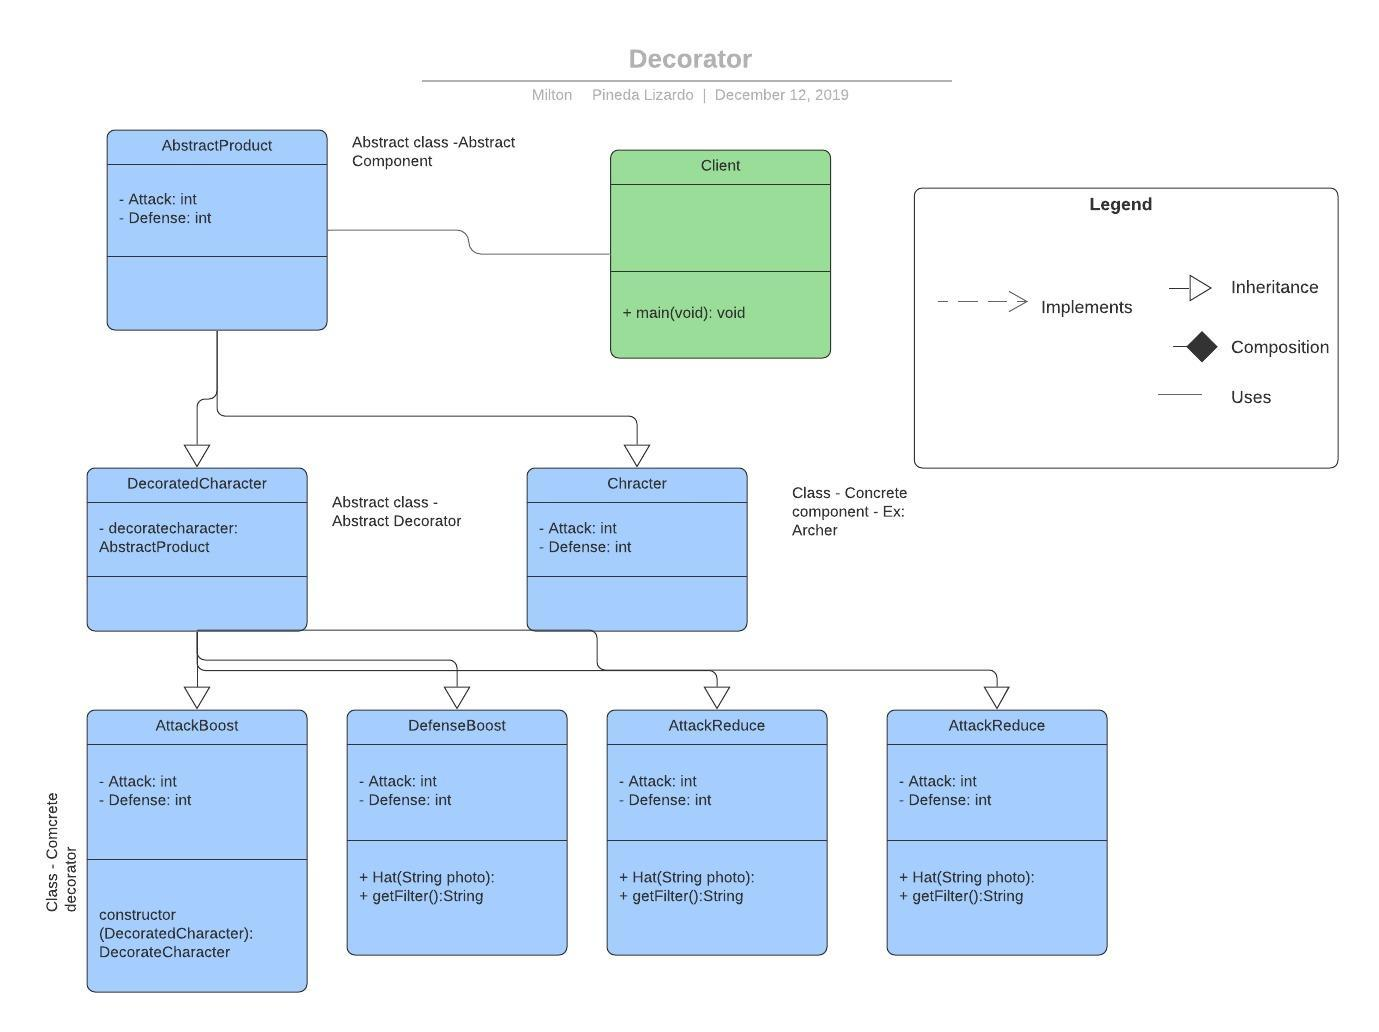 Decorator
Milton Pineda Lizardo | December 12, 2019
AbstractProduct
- Attack: int
- Defense: int
Abstract class -Abstract
Component
Client
+ main(void): void
Legend
Implements
Inheritance
Composition
Uses
DecoratedCharacter
- decoratecharacter:
AbstractProduct
Abstract class -
Abstract Decorator
Chracter
- Attack: int
- Defense: int
Class - Concrete
component - Ex:
Archer
Class - Comcrete
decorator
AttackBoost
- Attack: int
- Defense: int
constructor
(DecoratedCharacter):
DecorateCharacter
DefenseBoost
- Attack: int
- Defense: int
+ Hat(String photo):
+ getFilter():String
AttackReduce
- Attack: int
- Defense: int
+ Hat(String photo):
+ getFilter():String
AttackReduce
- Attack: int
- Defense: int
+ Hat(String photo):
+ getFilter():String